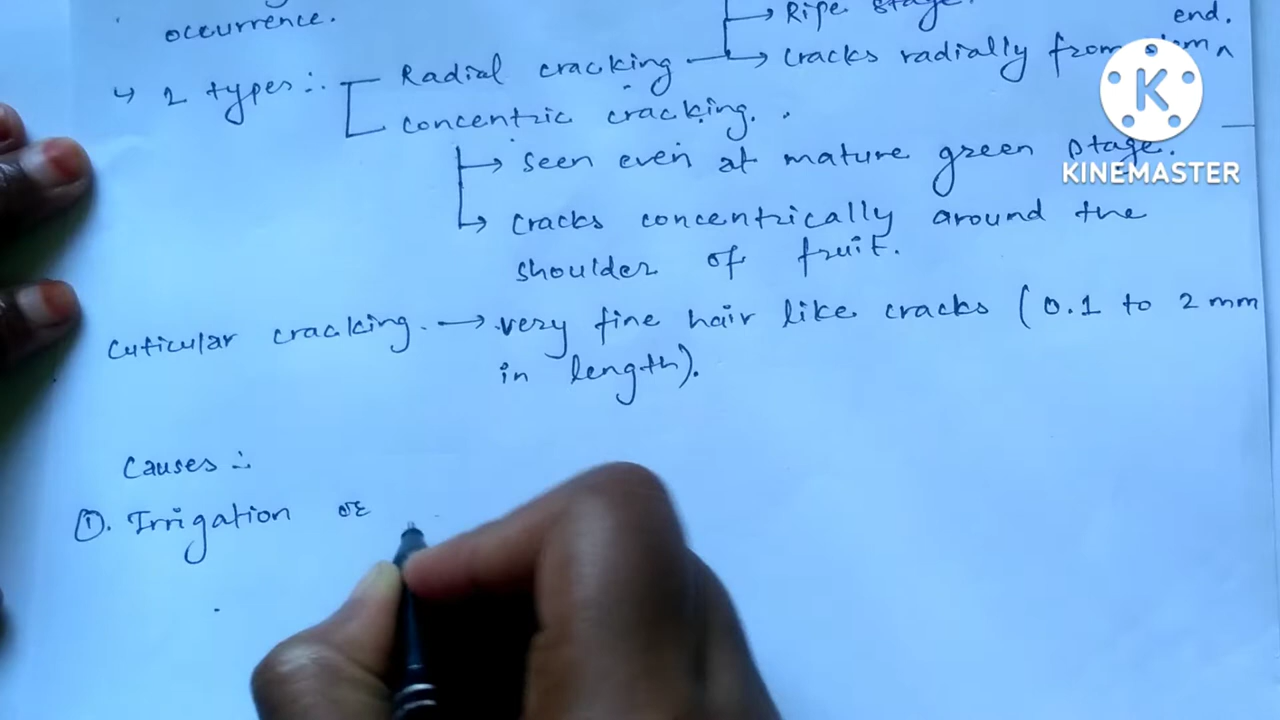 occurrence.
→ Ripe stage.
end.
↳ 2 types :. Radial cracking → cracks radially from stem ^
concentric cracking.
→ seen even at mature green stage.
KINEMASTER
→ cracks concentrically around the
shoulder of fruit.
Cuticular cracking. → very fine hair like cracks (0.1 to 2 mm
in length).
Causes :.
①. Irrigation or